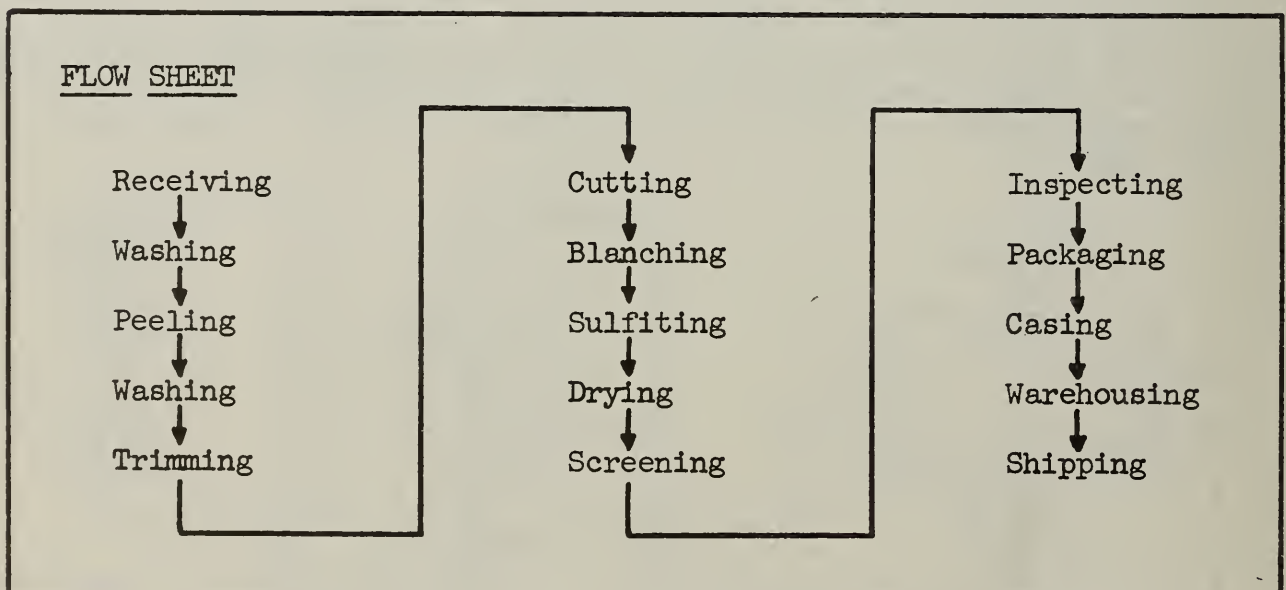 FLOW SHEET
Receiving
Washing
Peeling
Washing
Trimming
Cutting
Blanching
Sulfiting
Drying
Screening
Inspecting
Packaging
Casing
Warehousing
Shipping